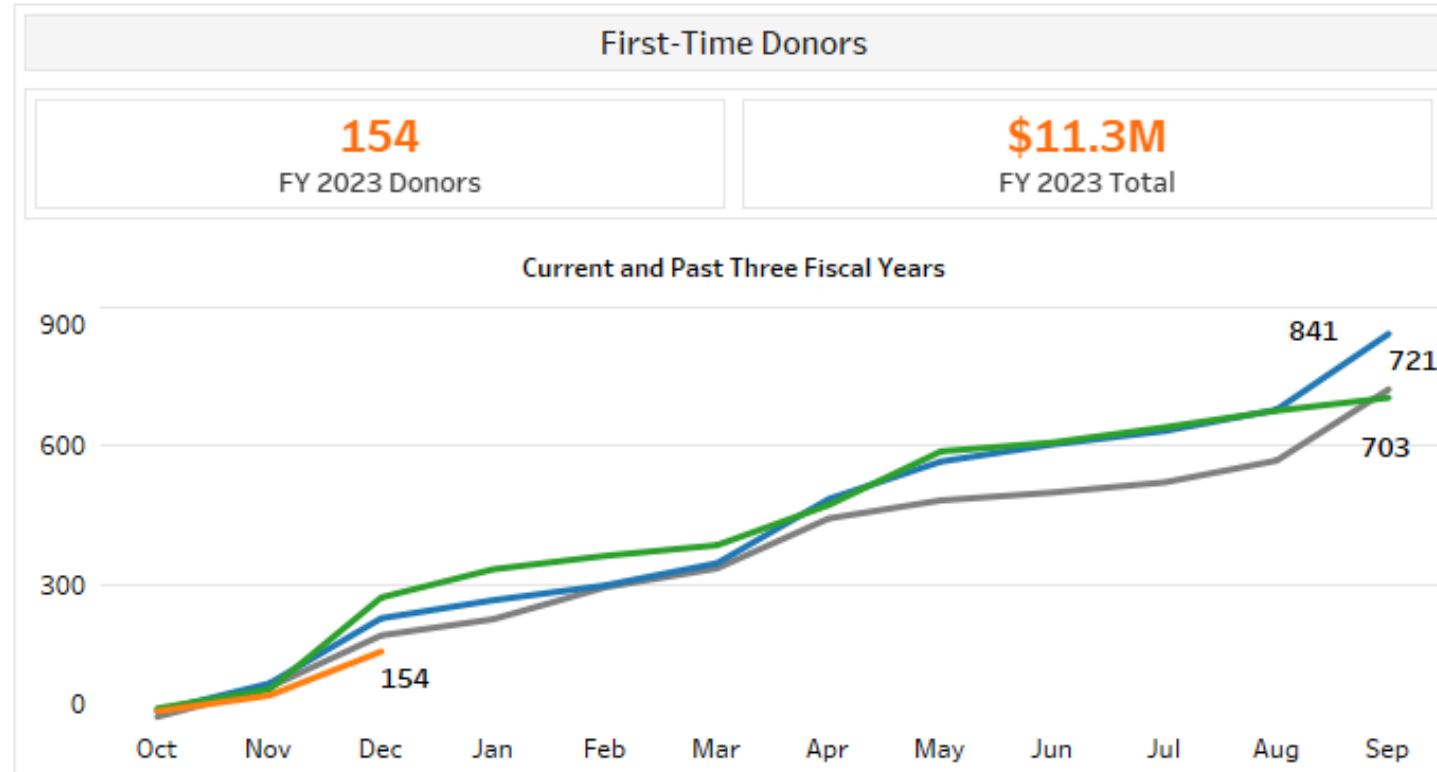 First-Time Donors
154
FY 2023 Donors
$11.3M
FY 2023 Total
Current and Past Three Fiscal Years
900
841
721
600
703
300
154
0
Oct Nov Dec Jan Feb Mar Apr May Jun Jul Aug Sep